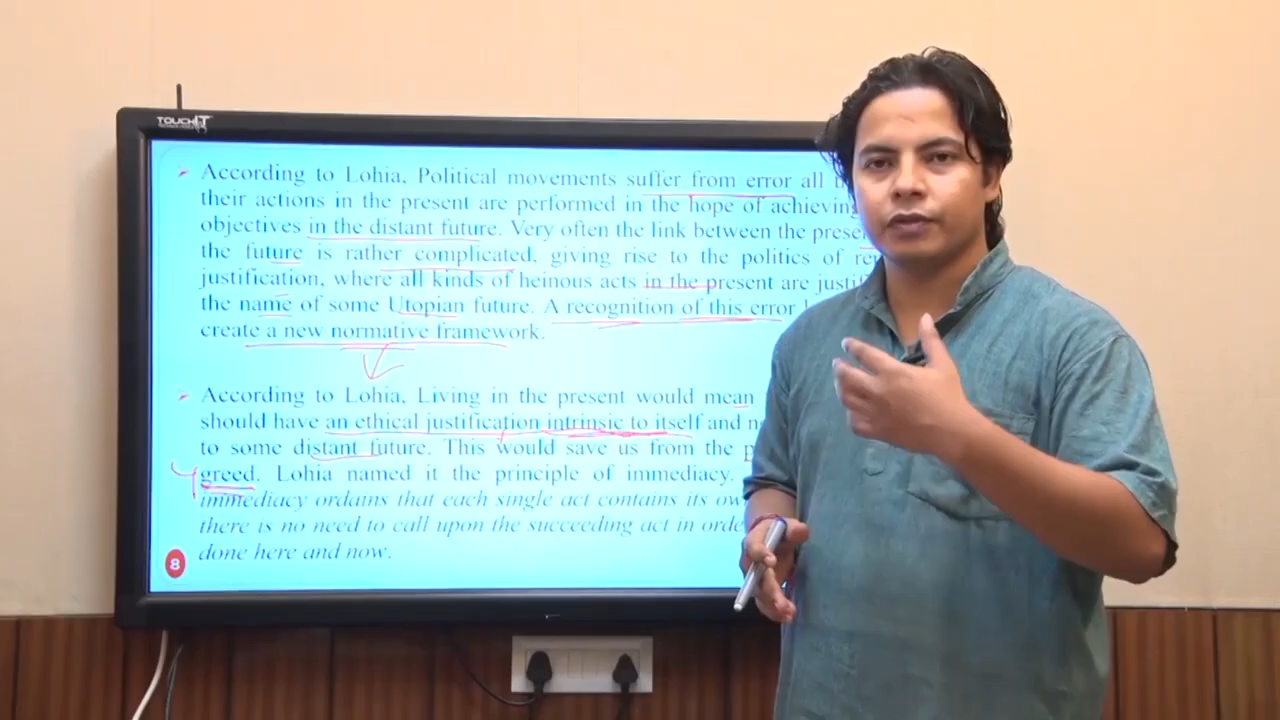 TOUCHIT
According to Lohia, Political movements suffer from error all
their actions in the present are performed in the hope of achieving
objectives in the distant future. Very often the link between the
the future is rather complicated, giving rise to the politics of
justification, where all kinds of heinous acts in the present are
the name of some Utopian future. A recognition of this error
create a new normative framework.
According to Lohia, Living in the present would mean
should have an ethical justification intrinsic to itself and
to some distant future. This would save us from the
greed. Lohia named it the principle of immediacy.
immediacy ordains that each single act contains its
there is no need to call upon the succeeding act in
done here and now.
8